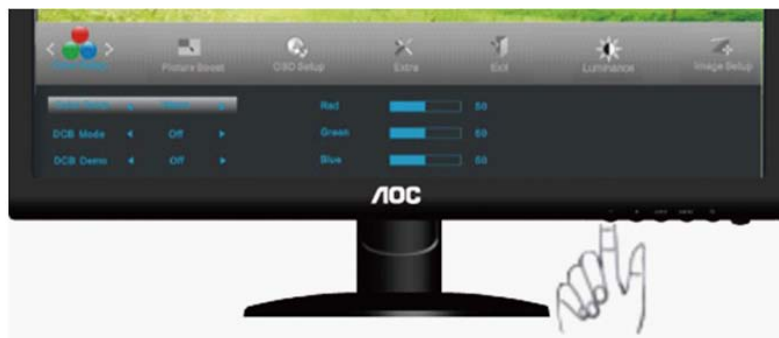 Picture Boost OSD Setup Extra Exit Luminance Image Setup
Red 50
DCB Mode Off Green 50
DCB Demo Off Blue 50
AOC